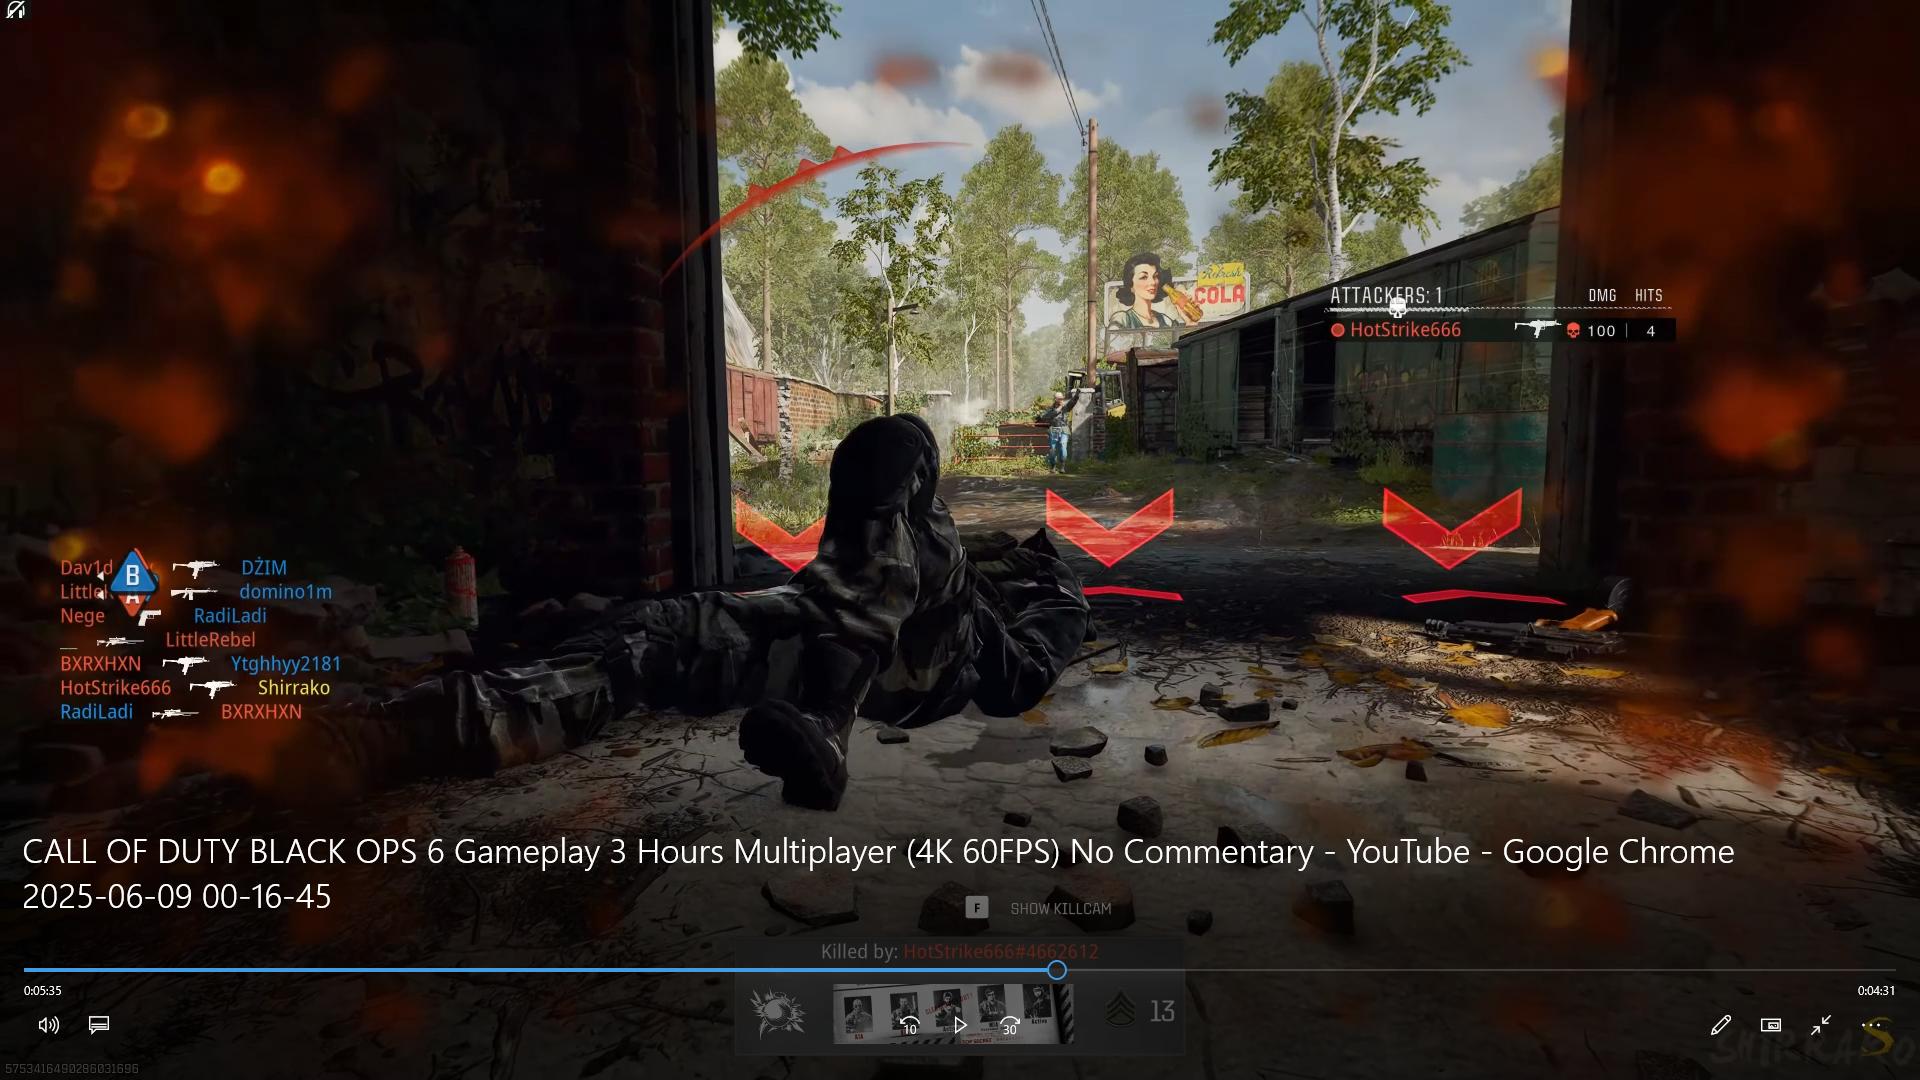 Refresh
COLA
ATTACKERS: 1 DMG HITS
HotStrike666 100 | 4
Dav1d B DŻIM
Little A domino1m
Nege RadiLadi
LittleRebel
BXRXHXN Ytghhyy2181
HotStrike666 Shirrako
RadiLadi BXRXHXN
CALL OF DUTY BLACK OPS 6 Gameplay 3 Hours Multiplayer (4K 60FPS) No Commentary - YouTube - Google Chrome
2025-06-09 00-16-45
F SHOW KILLCAM
Killed by: HotStrike666#4662612
0:05:35 0:04:31
13
10 30
SHIRRAKO
5753416490286031696